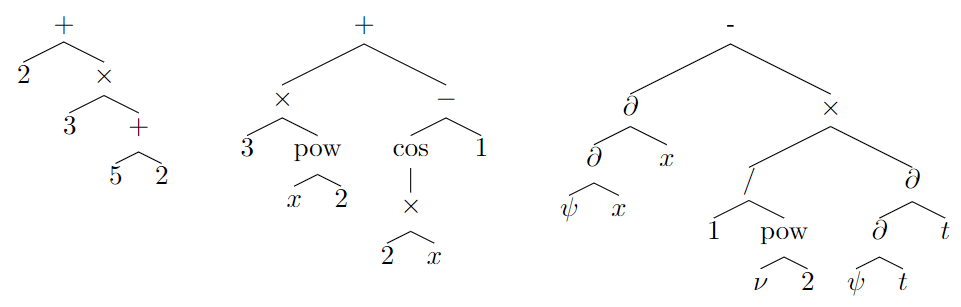 + + -
2 × × − ∂ ×
3 + 3 pow cos 1 ∂ x / ∂
5 2 x 2 × ψ x 1 pow ∂ t
2 x ν 2 ψ t